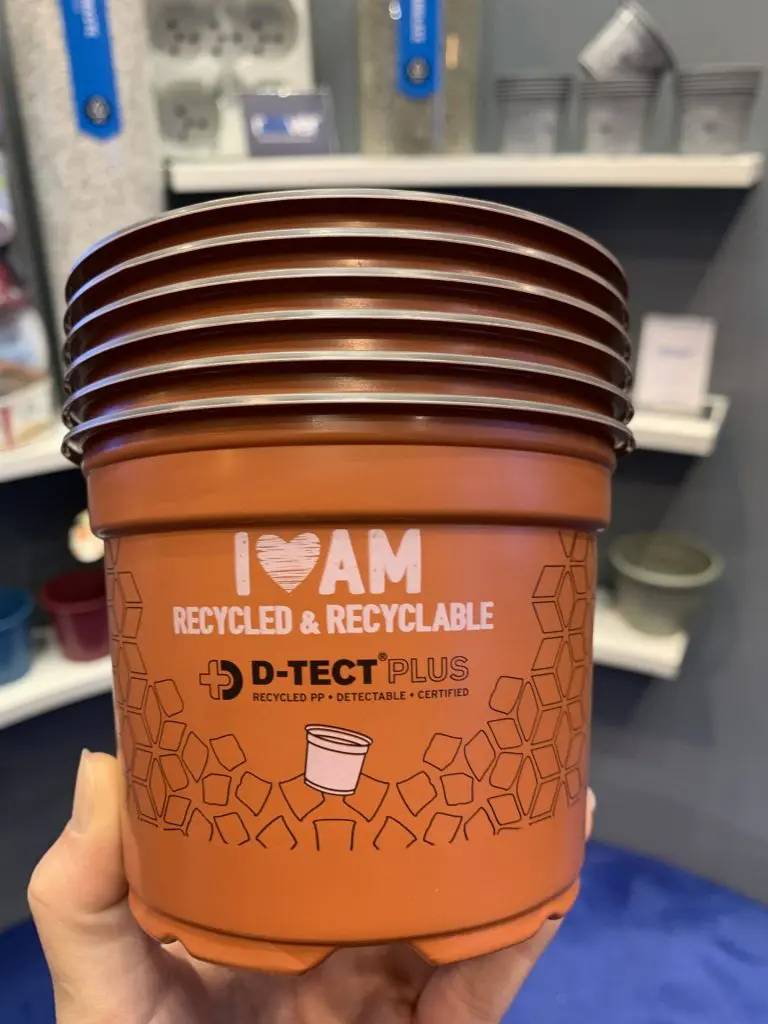 I ♥ AM
RECYCLED & RECYCLABLE
D-TECT® PLUS
RECYCLED PP • DETECTABLE • CERTIFIED